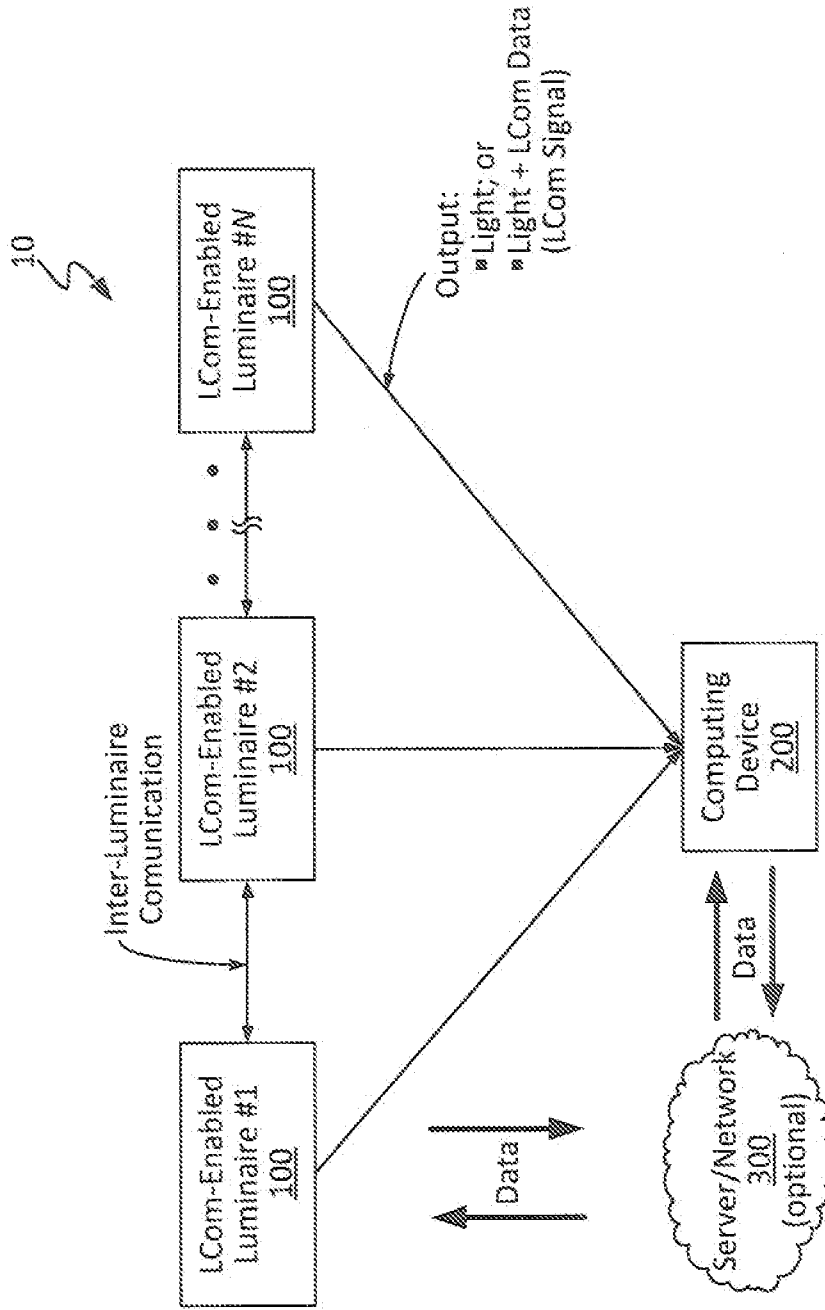 10
Inter-Luminaire
Comunication
LCom-Enabled
Luminaire #1
100
LCom-Enabled
Luminaire #2
100
LCom-Enabled
Luminaire #N
100
Output:
▪ Light; or
▪ Light + LCom Data
(LCom Signal)
Data
Server/Network
300
(optional)
Data
Computing
Device
200